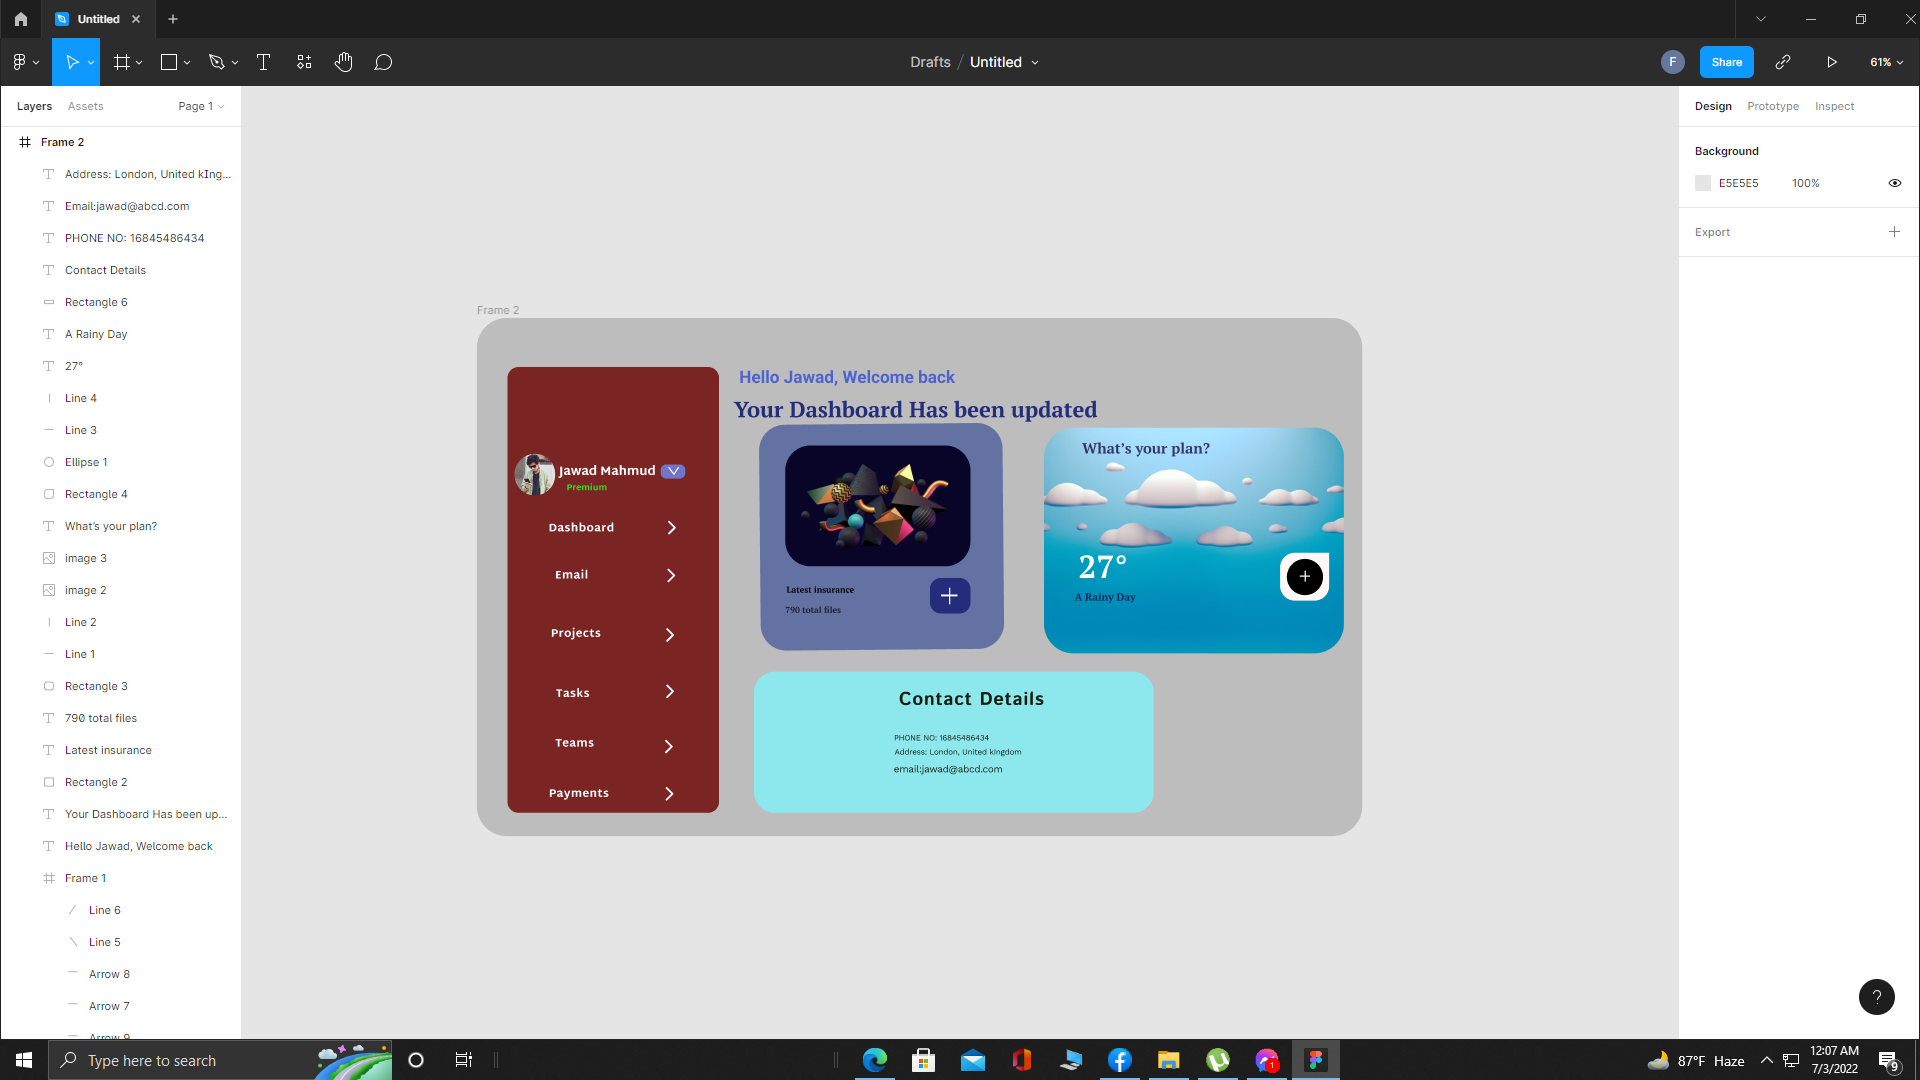 Untitled
Drafts / Untitled
F
Share
61%
Layers
Assets
Page 1
Frame 2
Address: London, United kIng...
Email:jawad@abcd.com
PHONE NO: 16845486434
Contact Details
Rectangle 6
A Rainy Day
27°
Line 4
Line 3
Ellipse 1
Rectangle 4
What's your plan?
image 3
image 2
Line 2
Line 1
Rectangle 3
790 total files
Latest insurance
Rectangle 2
Your Dashboard Has been up...
Hello Jawad, Welcome back
Frame 1
Line 6
Line 5
Arrow 8
Arrow 7
Arrow 9
Frame 2
Jawad Mahmud
Premium
Dashboard
Email
Projects
Tasks
Teams
Payments
Hello Jawad, Welcome back
Your Dashboard Has been updated
Latest insurance
790 total files
What's your plan?
27°
A Rainy Day
Contact Details
PHONE NO: 16845486434
Address: London, United kIngdom
email:jawad@abcd.com
Design
Prototype
Inspect
Background
E5E5E5
100%
Export
?
Type here to search
1
87°F Haze
12:07 AM
7/3/2022
9